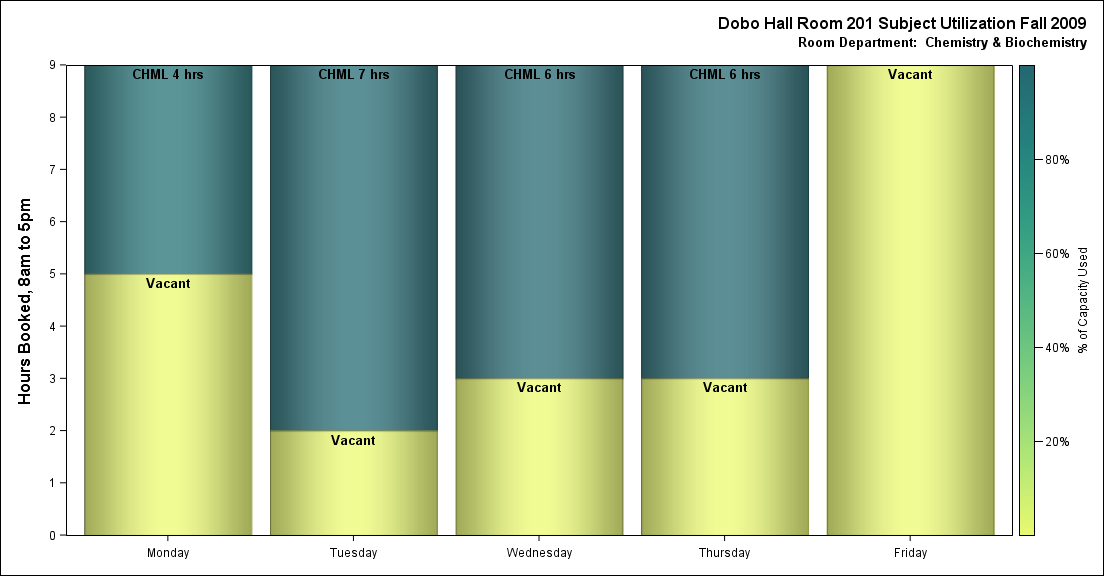 Dobo Hall Room 201 Subject Utilization Fall 2009
Room Department:  Chemistry & Biochemistry
Hours Booked, 8am to 5pm
9
8
7
6
5
4
3
2
1
0
CHML 4 hrs
CHML 7 hrs
CHML 6 hrs
CHML 6 hrs
Vacant
Vacant
Vacant
Vacant
Vacant
Monday
Tuesday
Wednesday
Thursday
Friday
80%
60%
40%
20%
% of Capacity Used